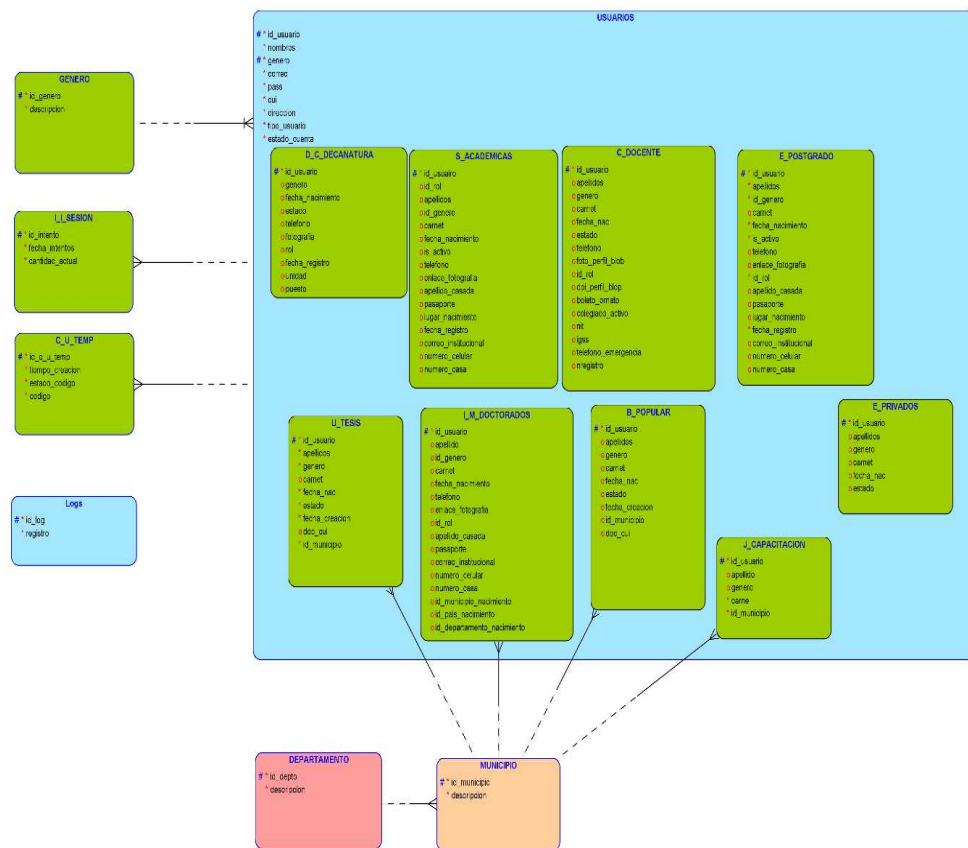 USUARIOS
# * id_usuario
* nombres
# * genero
* correo
* pass
* cui
* direccion
* tipo_usuario
* estado_cuenta
GENERO
# * id_genero
* descripcion
I_I_SESION
# * id_intento
* fecha_intentos
* cantidad_actual
C_U_TEMP
# * id_c_u_temp
* tiempo_creacion
* estado_codigo
* codigo
Logs
# * id_log
* registro
D_C_DECANATURA
# * id_usuario
o genero
o fecha_nacimiento
o estado
o telefono
o fotografia
o rol
o fecha_registro
o unidad
o puesto
S_ACADEMICAS
# * id_usuairo
o id_rol
o apellidos
o id_genero
o carnet
o fecha_nacimiento
o is_activo
o telefono
o enlace_fotografia
o apellido_casada
o pasaporte
o lugar_nacimiento
o fecha_registro
o correo_institucional
o numero_celular
o numero_casa
C_DOCENTE
# * id_usuario
o apellidos
o genero
o carnet
o fecha_nac
o estado
o telefono
o foto_perfil_blob
o id_rol
o dpi_perfil_blop
o boleto_ornato
o colegiado_activo
o nit
o igss
o telefono_emergencia
o nregistro
E_POSTGRADO
# * id_usuario
* apellidos
* id_genero
o carnet
* fecha_nacimiento
* is_activo
o telefono
o enlace_fotografia
* id_rol
o apellido_casada
o pasaporte
o lugar_nacimiento
* fecha_registro
o correo_institucional
o numero_celular
o numero_casa
U_TESIS
# * id_usuario
* apellidos
* genero
o carnet
* fecha_nac
* estado
* fecha_creacion
o doc_cui
* id_municipio
I_M_DOCTORADOS
# * id_usuario
o apellido
o id_genero
o carnet
o fecha_nacimiento
o telefono
o enlace_fotografia
o id_rol
o apellido_casada
o pasaporte
o correo_institucional
o numero_celular
o numero_casa
o id_municipio_nacimiento
o id_pais_nacimiento
o id_departamento_nacimiento
B_POPULAR
# * id_usuario
o apellidos
o genero
o carnet
o fecha_nac
o estado
o fecha_creacion
o id_municipio
o doc_cui
E_PRIVADOS
# * id_usuario
o apellidos
o genero
o carnet
o fecha_nac
o estado
J_CAPACITACION
# * id_usuario
o apellido
o genero
* carne
* id_municipio
DEPARTAMENTO
# * id_depto
* descripcion
MUNICIPIO
# * id_municipio
* descripcion